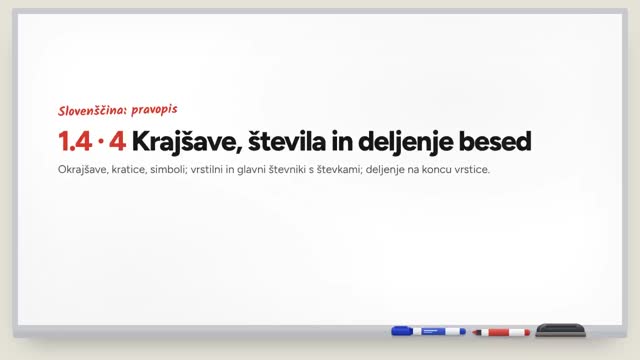 Slovenščina: pravopis
1.4 · 4 Krajšave, števila in deljenje besed
Okrajšave, kratice, simboli; vrstilni in glavni števniki s števkami; deljenje na koncu vrstice.